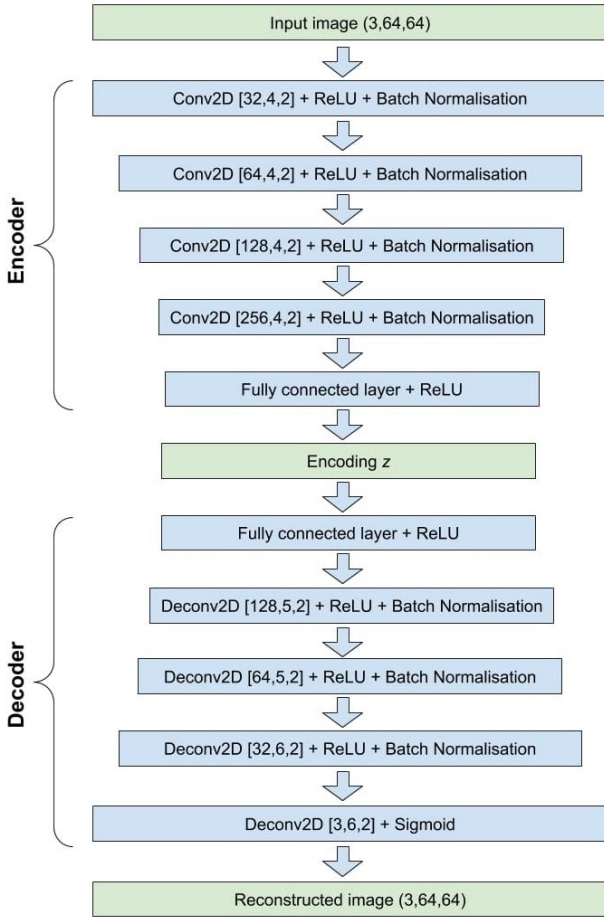 Input image (3,64,64)
Conv2D [32,4,2] + ReLU + Batch Normalisation
Conv2D [64,4,2] + ReLU + Batch Normalisation
Conv2D [128,4,2] + ReLU + Batch Normalisation
Conv2D [256,4,2] + ReLU + Batch Normalisation
Fully connected layer + ReLU
Encoder
Encoding z
Fully connected layer + ReLU
Deconv2D [128,5,2] + ReLU + Batch Normalisation
Deconv2D [64,5,2] + ReLU + Batch Normalisation
Deconv2D [32,6,2] + ReLU + Batch Normalisation
Deconv2D [3,6,2] + Sigmoid
Decoder
Reconstructed image (3,64,64)